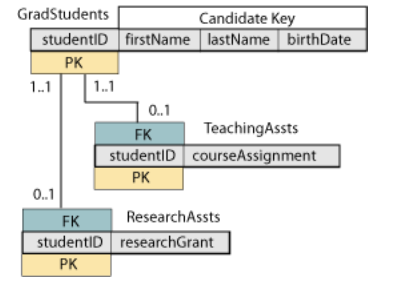 GradStudents
Candidate Key
studentID firstName lastName birthDate
PK
1..1 1..1
0..1
FK TeachingAssts
studentID courseAssignment
PK
0..1
FK ResearchAssts
studentID researchGrant
PK